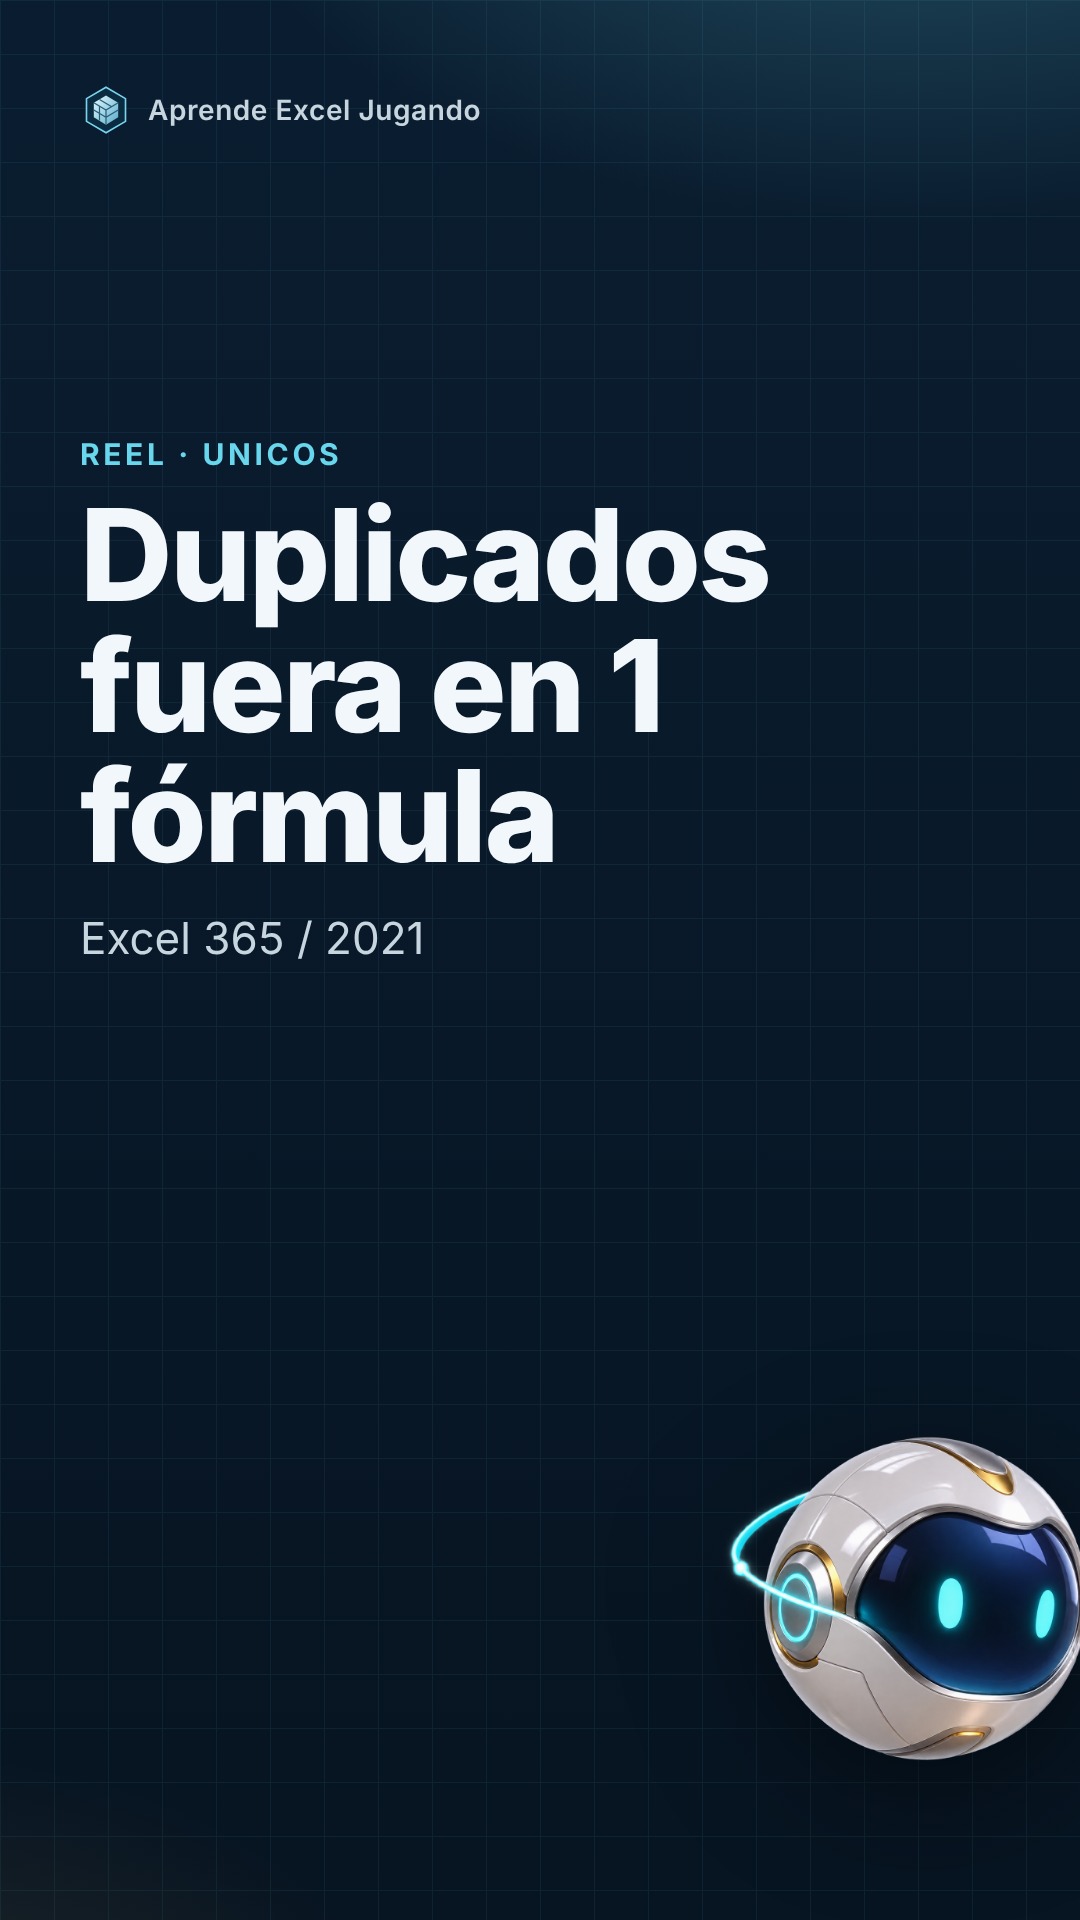 Aprende Excel Jugando
REEL · UNICOS
Duplicados
fuera en 1
fórmula
Excel 365 / 2021